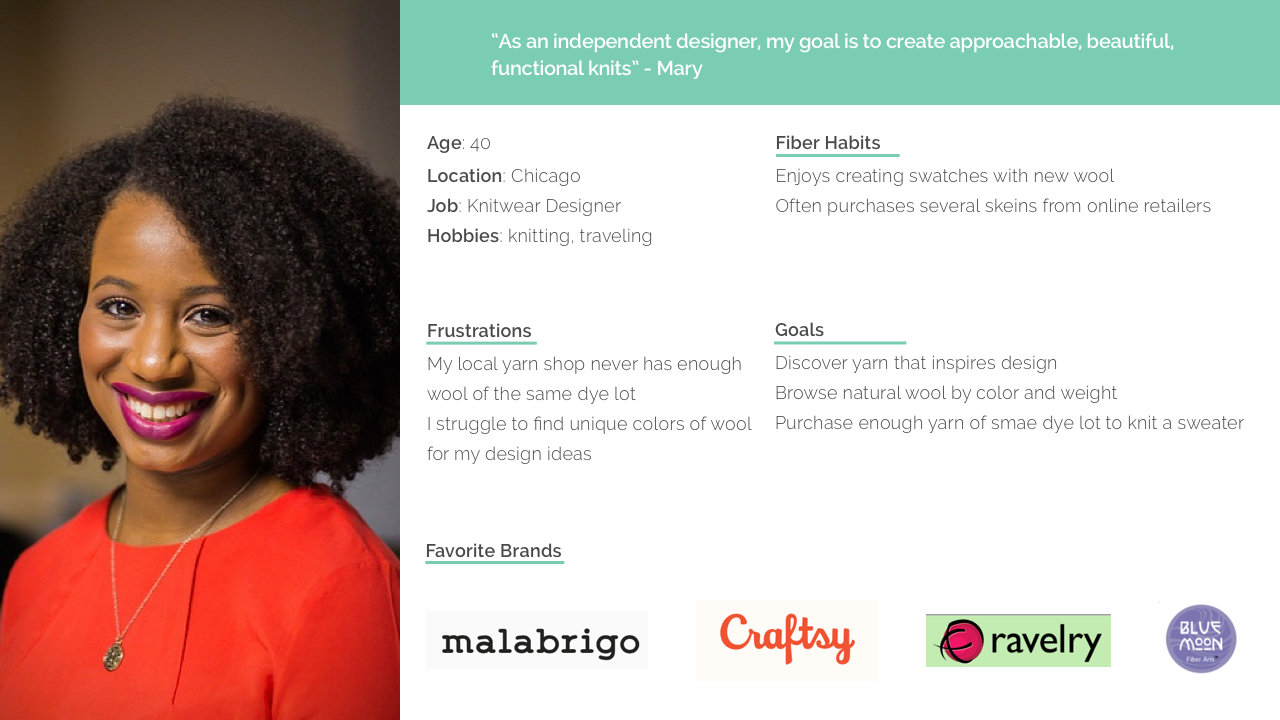 “As an independent designer, my goal is to create approachable, beautiful,
functional knits” - Mary
Age: 40
Location: Chicago
Job: Knitwear Designer
Hobbies: knitting, traveling
Fiber Habits
Enjoys creating swatches with new wool
Often purchases several skeins from online retailers
Frustrations
My local yarn shop never has enough
wool of the same dye lot
I struggle to find unique colors of wool
for my design ideas
Goals
Discover yarn that inspires design
Browse natural wool by color and weight
Purchase enough yarn of smae dye lot to knit a sweater
Favorite Brands
malabrigo
Craftsy
ravelry
BLUE
MOON
Fiber Arts